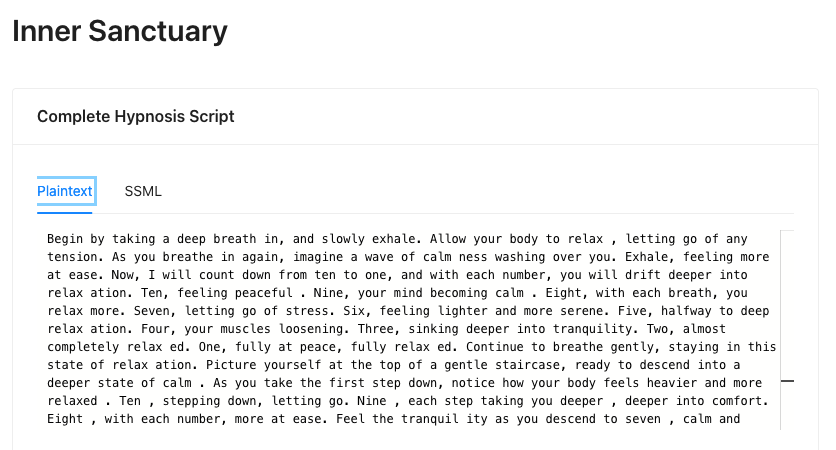 Inner Sanctuary
Complete Hypnosis Script
Plaintext SSML
Begin by taking a deep breath in, and slowly exhale. Allow your body to relax , letting go of any
tension. As you breathe in again, imagine a wave of calm ness washing over you. Exhale, feeling more
at ease. Now, I will count down from ten to one, and with each number, you will drift deeper into
relax ation. Ten, feeling peaceful . Nine, your mind becoming calm . Eight, with each breath, you
relax more. Seven, letting go of stress. Six, feeling lighter and more serene. Five, halfway to deep
relax ation. Four, your muscles loosening. Three, sinking deeper into tranquility. Two, almost
completely relax ed. One, fully at peace, fully relax ed. Continue to breathe gently, staying in this
state of relax ation. Picture yourself at the top of a gentle staircase, ready to descend into a
deeper state of calm . As you take the first step down, notice how your body feels heavier and more
relaxed . Ten , stepping down, letting go. Nine , each step taking you deeper , deeper into comfort.
Eight , with each number, more at ease. Feel the tranquil ity as you descend to seven , calm and